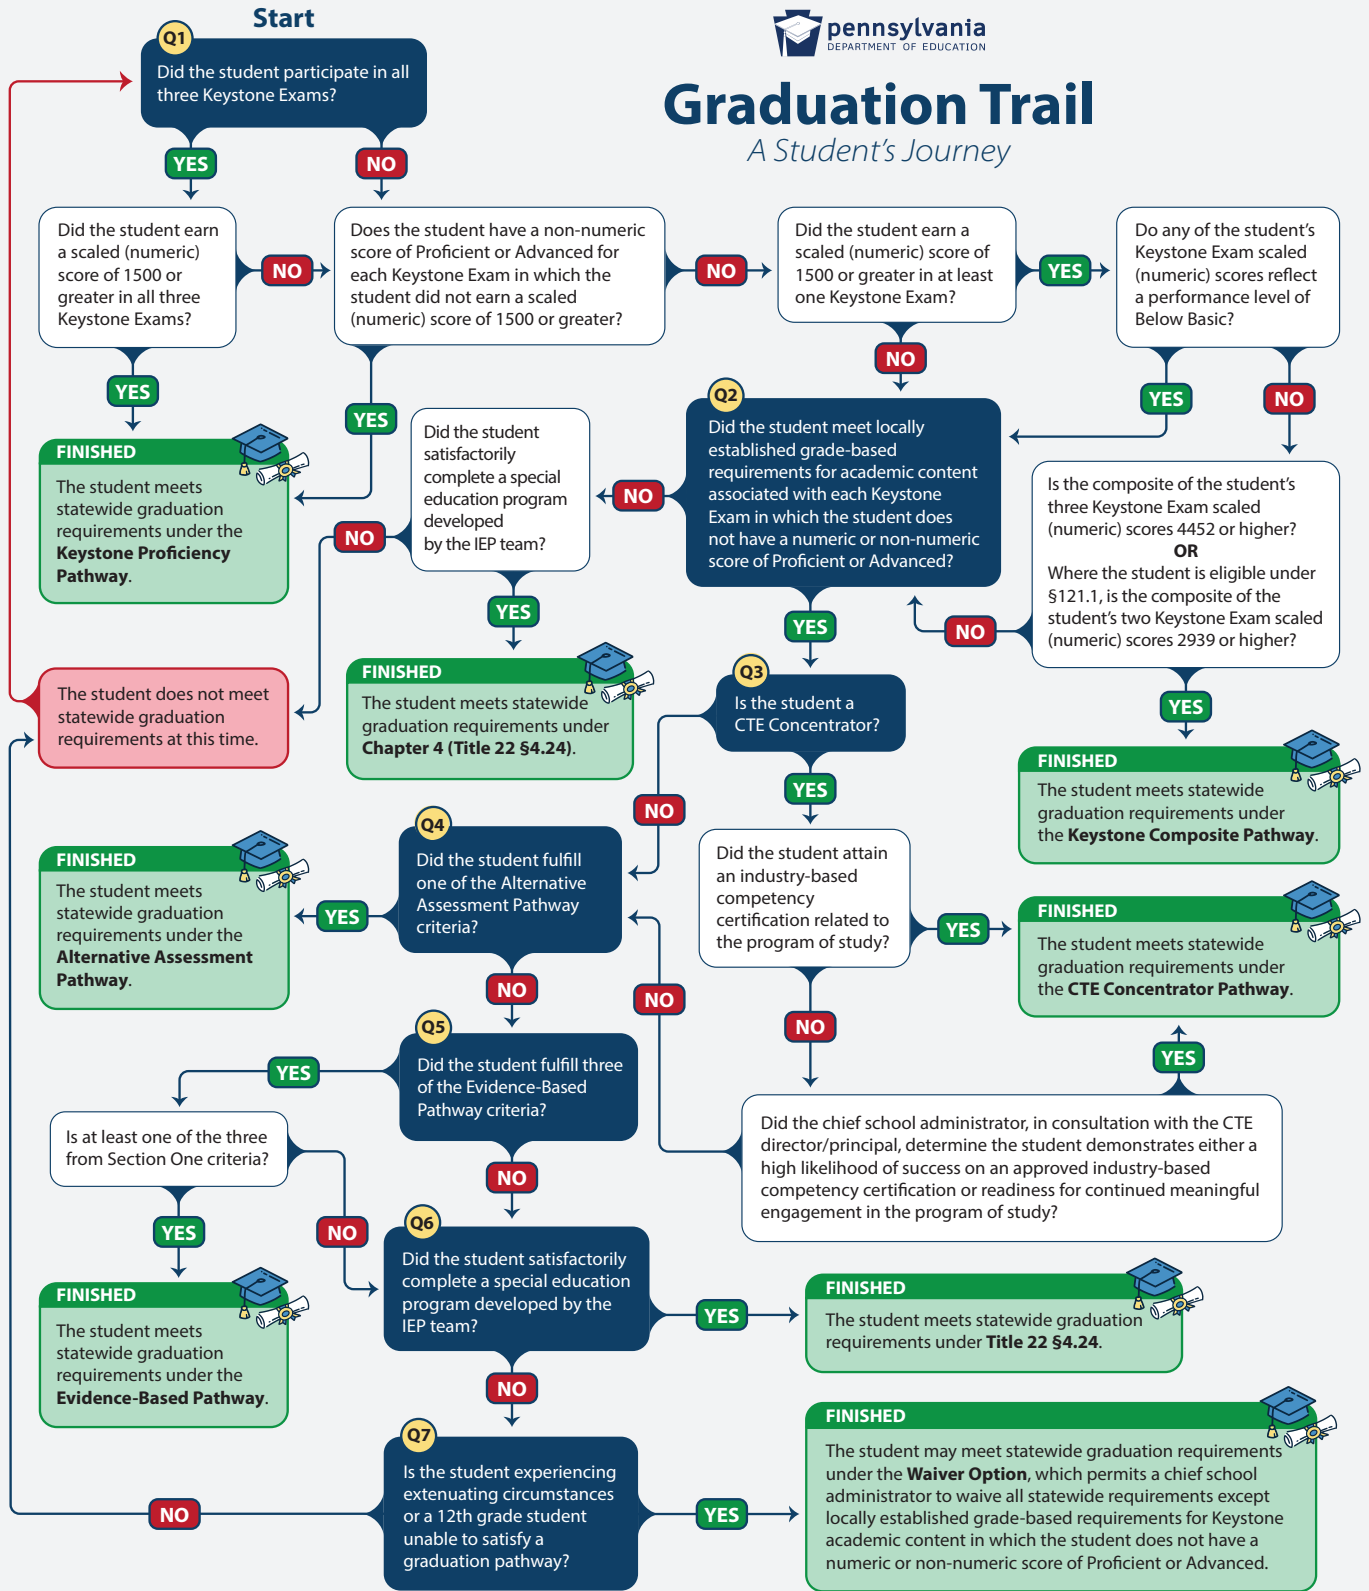 Start
pennsylvania
DEPARTMENT OF EDUCATION
Graduation Trail
A Student's Journey
Q1
Did the student participate in all
three Keystone Exams?
YES
NO
Did the student earn
a scaled (numeric)
score of 1500 or
greater in all three
Keystone Exams?
NO
Does the student have a non-numeric
score of Proficient or Advanced for
each Keystone Exam in which the
student did not earn a scaled
(numeric) score of 1500 or greater?
NO
Did the student earn a
scaled (numeric) score of
1500 or greater in at least
one Keystone Exam?
YES
Do any of the student's
Keystone Exam scaled
(numeric) scores reflect
a performance level of
Below Basic?
YES
YES
NO
YES
NO
FINISHED
The student meets
statewide graduation
requirements under the
Keystone Proficiency
Pathway.
Did the student
satisfactorily
complete a special
education program
developed
by the IEP team?
NO
YES
NO
Q2
Did the student meet locally
established grade-based
requirements for academic content
associated with each Keystone
Exam in which the student does
not have a numeric or non-numeric
score of Proficient or Advanced?
YES
Is the composite of the student's
three Keystone Exam scaled
(numeric) scores 4452 or higher?
OR
Where the student is eligible under
§121.1, is the composite of the
student's two Keystone Exam scaled
(numeric) scores 2939 or higher?
NO
YES
The student does not meet
statewide graduation
requirements at this time.
FINISHED
The student meets statewide
graduation requirements under
Chapter 4 (Title 22 §4.24).
Q3
Is the student a
CTE Concentrator?
NO
YES
FINISHED
The student meets statewide
graduation requirements under
the Keystone Composite Pathway.
FINISHED
The student meets
statewide graduation
requirements under the
Alternative Assessment
Pathway.
YES
Q4
Did the student fulfill
one of the Alternative
Assessment Pathway
criteria?
NO
Did the student attain
an industry-based
competency
certification related to
the program of study?
YES
NO
FINISHED
The student meets statewide
graduation requirements under
the CTE Concentrator Pathway.
NO
YES
Did the chief school administrator, in consultation with the CTE
director/principal, determine the student demonstrates either a
high likelihood of success on an approved industry-based
competency certification or readiness for continued meaningful
engagement in the program of study?
Q5
Did the student fulfill three
of the Evidence-Based
Pathway criteria?
YES
NO
Is at least one of the three
from Section One criteria?
YES
NO
FINISHED
The student meets
statewide graduation
requirements under the
Evidence-Based Pathway.
Q6
Did the student satisfactorily
complete a special education
program developed by the
IEP team?
YES
NO
FINISHED
The student meets statewide graduation
requirements under Title 22 §4.24.
Q7
Is the student experiencing
extenuating circumstances
or a 12th grade student
unable to satisfy a
graduation pathway?
NO
YES
FINISHED
The student may meet statewide graduation requirements
under the Waiver Option, which permits a chief school
administrator to waive all statewide requirements except
locally established grade-based requirements for Keystone
academic content in which the student does not have a
numeric or non-numeric score of Proficient or Advanced.